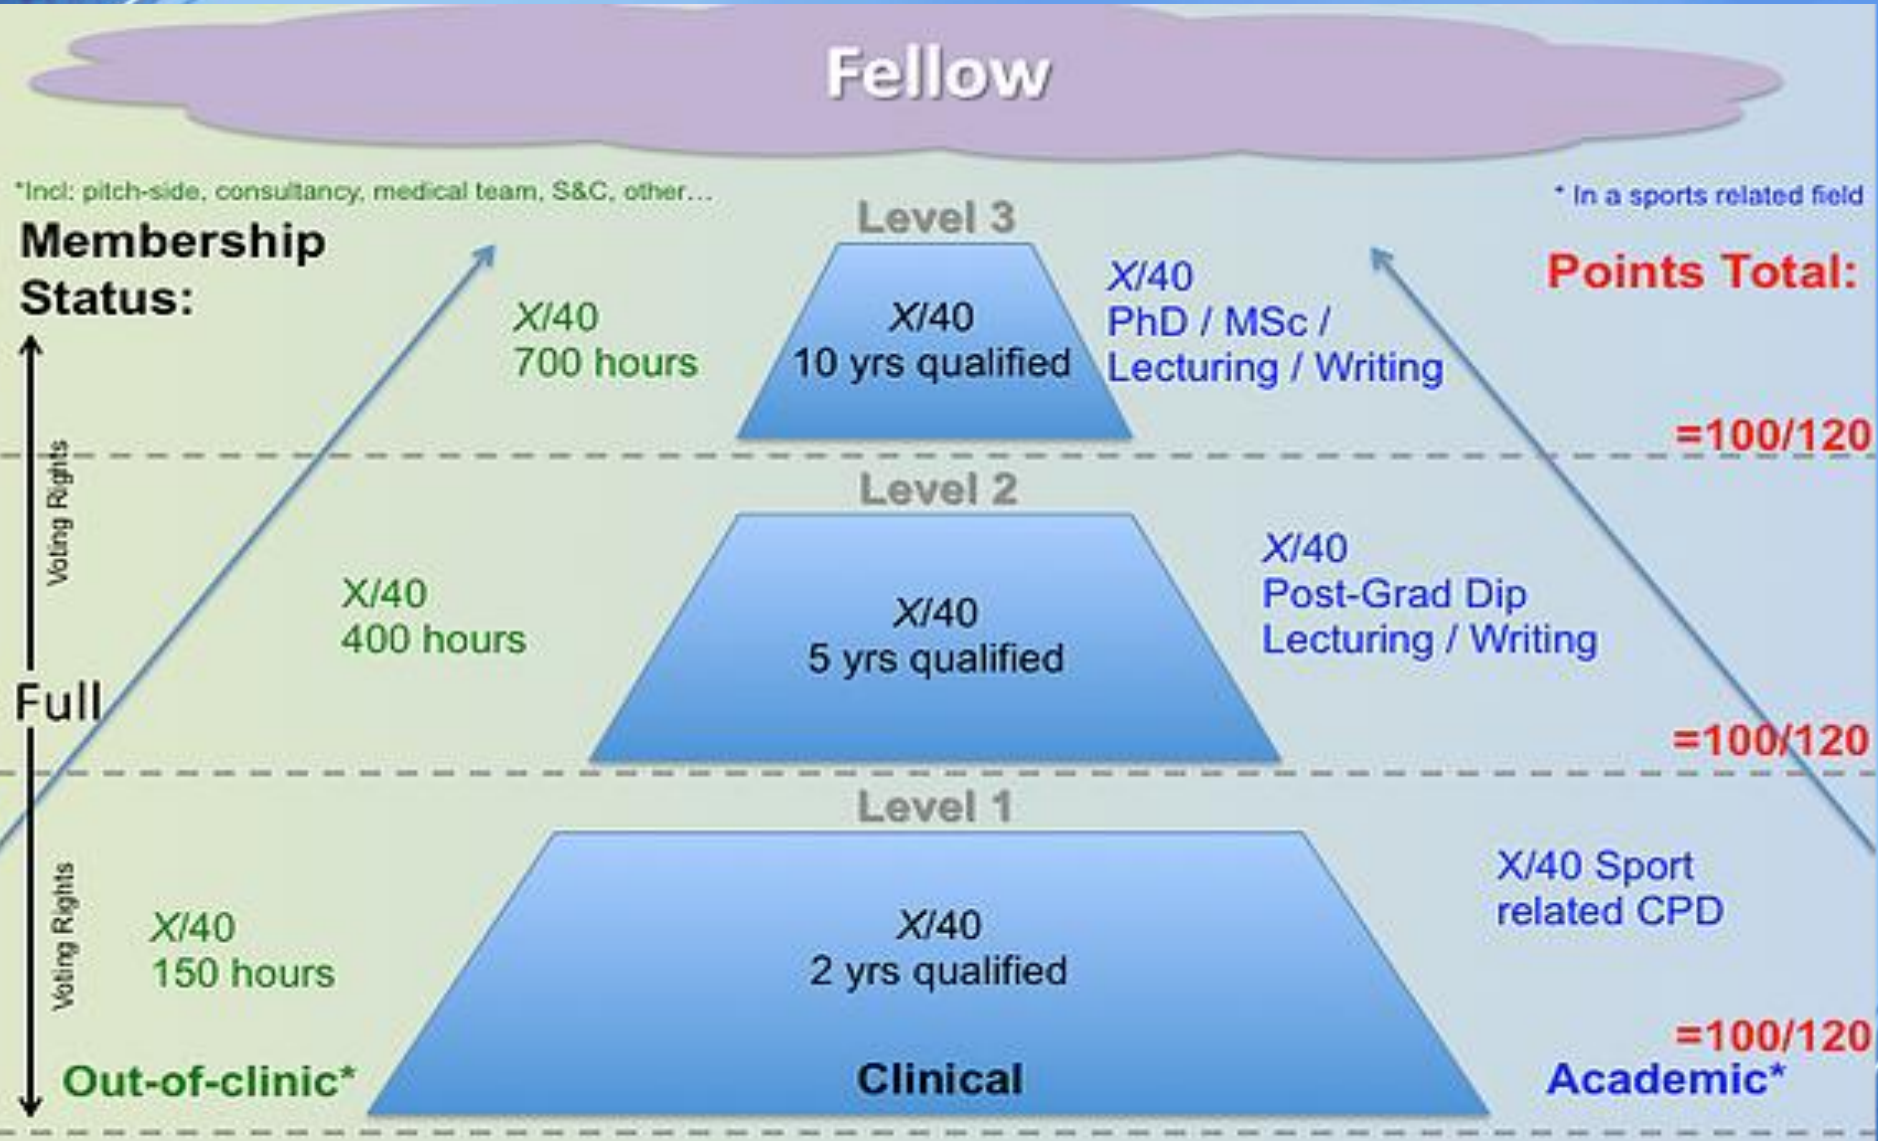 Fellow
*Incl: pitch-side, consultancy, medical team, S&C, other...
* In a sports related field
Membership
Status:
Points Total:
Level 3
X/40
700 hours
X/40
10 yrs qualified
X/40
PhD / MSc /
Lecturing / Writing
=100/120
Voting Rights
Level 2
X/40
400 hours
X/40
5 yrs qualified
X/40
Post-Grad Dip
Lecturing / Writing
Full
=100/120
Level 1
Voting Rights
X/40
150 hours
X/40
2 yrs qualified
X/40 Sport
related CPD
=100/120
Out-of-clinic*
Clinical
Academic*